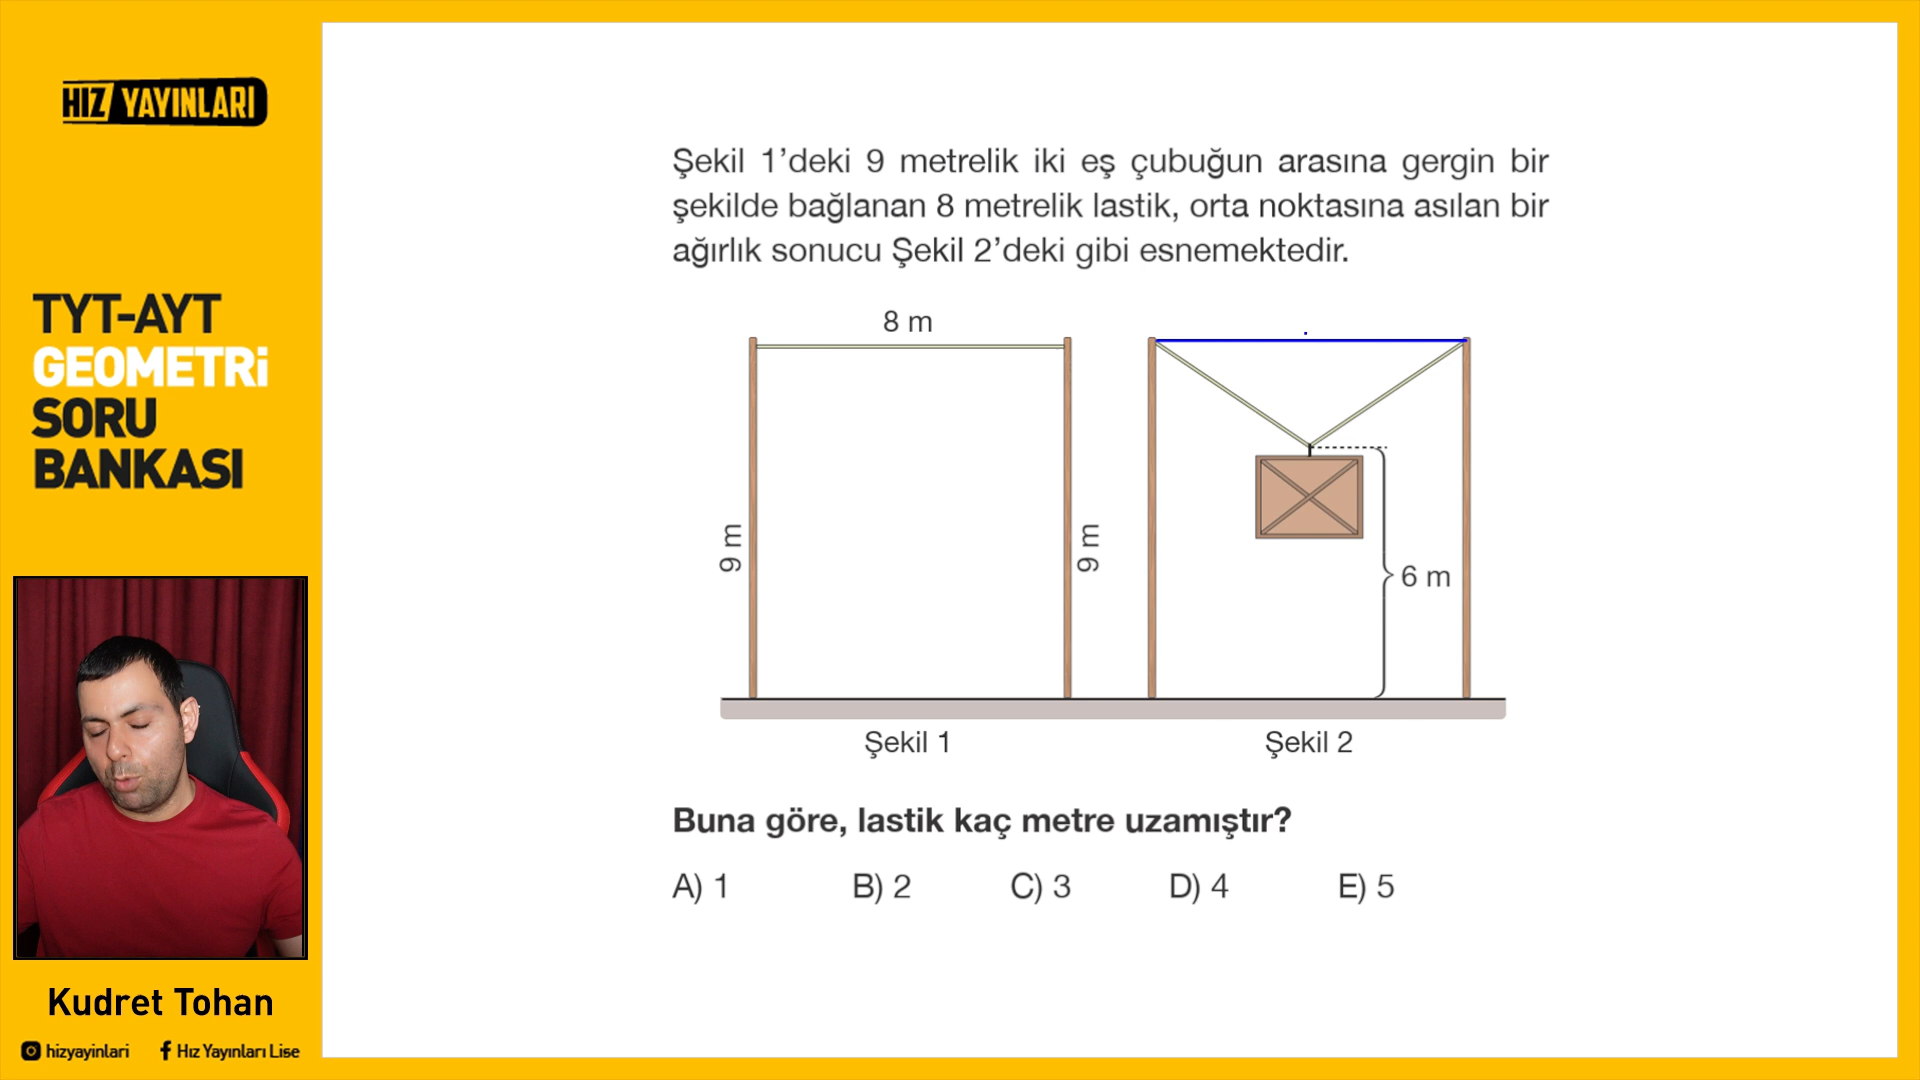 HIZ YAYINLARI
TYT-AYT
GEOMETRİ
SORU
BANKASI
Kudret Tohan
hizyayinlari
Hız Yayınları Lise
Şekil 1’deki 9 metrelik iki eş çubuğun arasına gergin bir
şekilde bağlanan 8 metrelik lastik, orta noktasına asılan bir
ağırlık sonucu Şekil 2’deki gibi esnemektedir.
8 m
9 m
9 m
6 m
Şekil 1
Şekil 2
Buna göre, lastik kaç metre uzamıştır?
A) 1 B) 2 C) 3 D) 4 E) 5